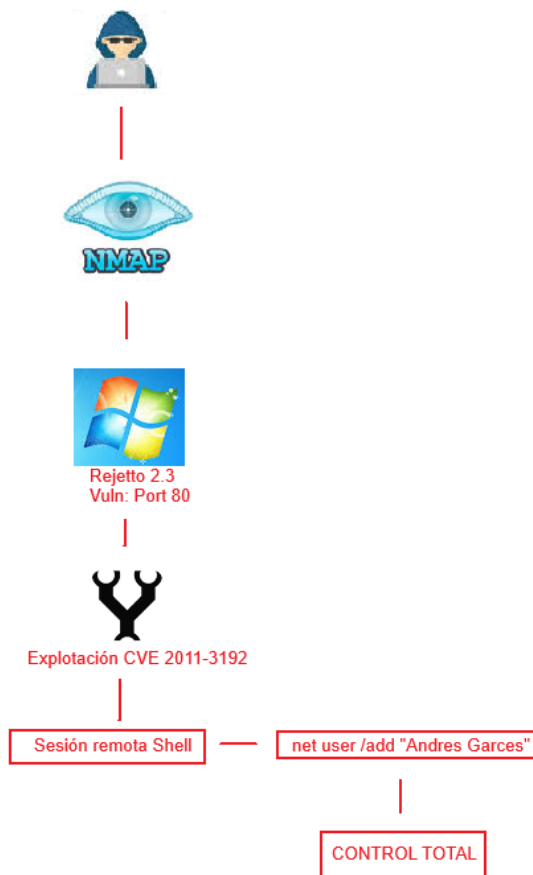 NMAP
Rejetto 2.3
Vuln: Port 80
Explotación CVE 2011-3192
Sesión remota Shell
net user /add "Andres Garces"
CONTROL TOTAL